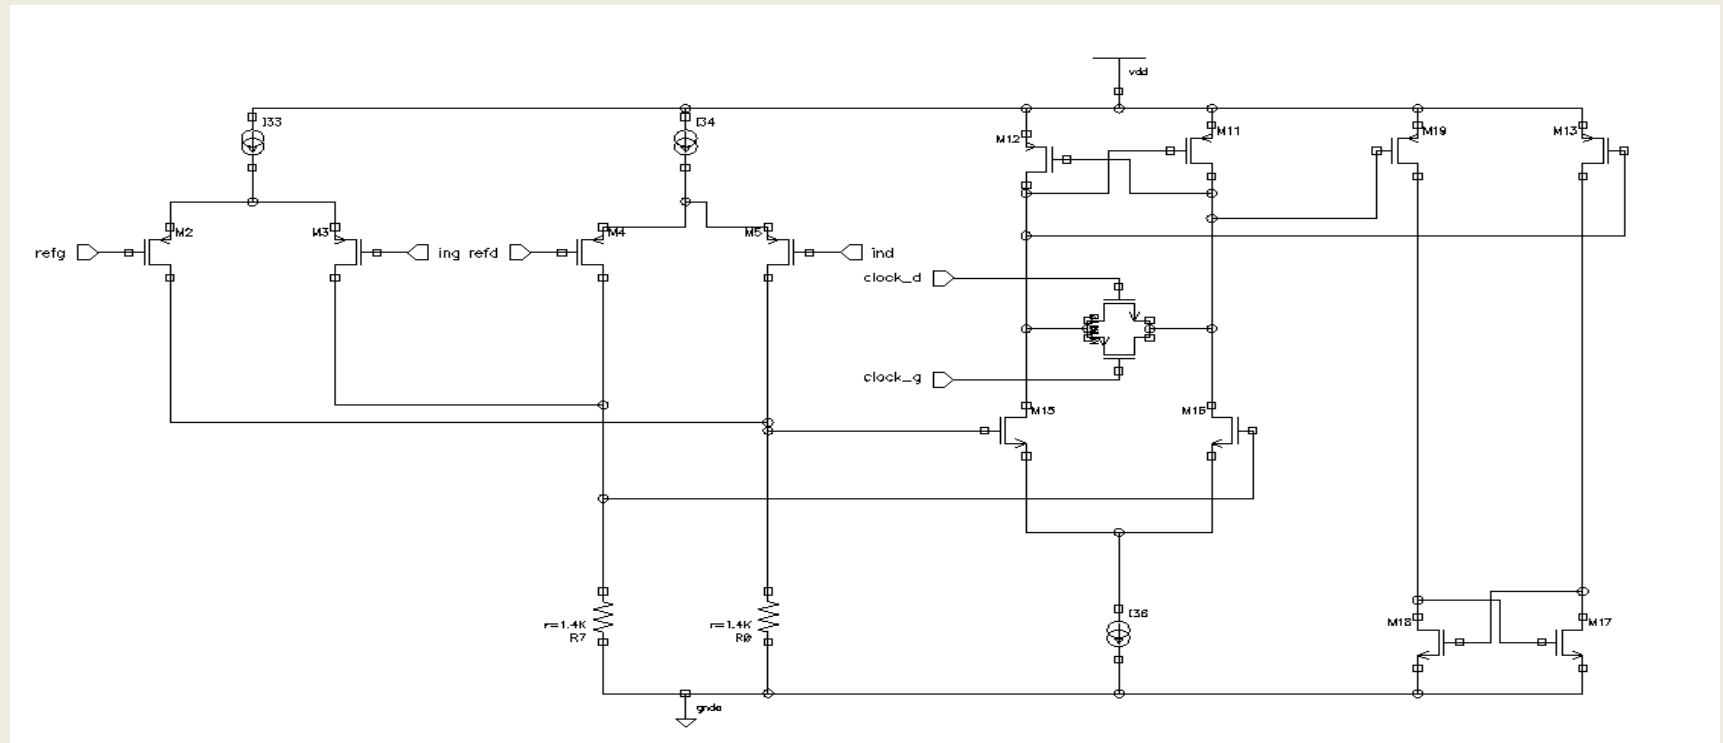 vdd
I33
I34
M12
M11
M19
M13
M2
M3
M4
M5
refg
ing
refd
ind
clock_d
clock_g
M15
M16
I36
r=1.4K
R7
r=1.4K
R0
M18
M17
gnda